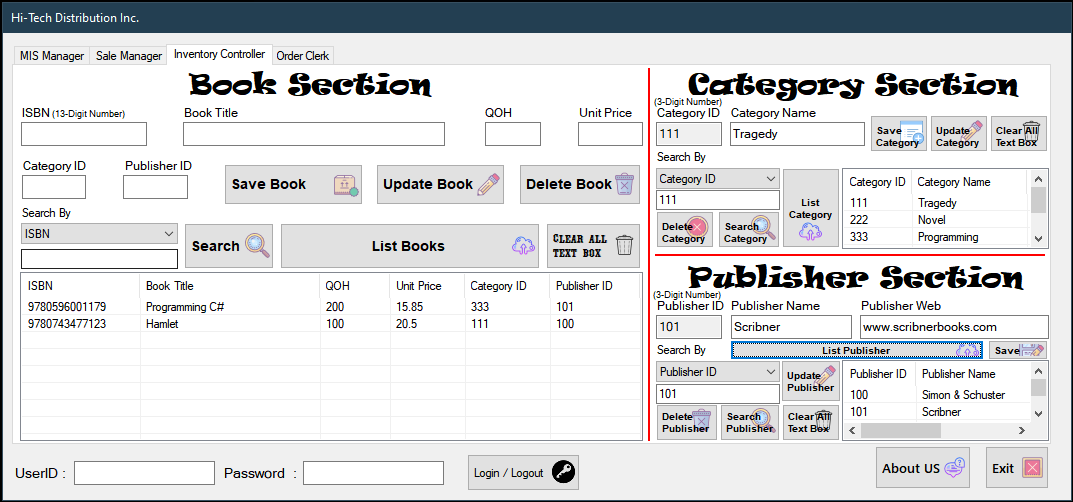 Hi-Tech Distribution Inc.
MIS Manager Sale Manager Inventory Controller Order Clerk
Book Section
ISBN (13-Digit Number) Book Title QOH Unit Price
Category ID Publisher ID
Save Book Update Book Delete Book
Search By
ISBN
Search List Books CLEAR ALL
TEXT BOX
ISBN Book Title QOH Unit Price Category ID Publisher ID
9780596001179 Programming C# 200 15.85 333 101
9780743477123 Hamlet 100 20.5 111 100
Category Section
(3-Digit Number)
Category ID Category Name
111 Tragedy
Save
Category
Update
Category
Clear All
Text Box
Search By
Category ID
111
List
Category
Delete
Category
Search
Category
Category ID Category Name
111 Tragedy
222 Novel
333 Programming
Publisher Section
(3-Digit Number)
Publisher ID Publisher Name Publisher Web
101 Scribner www.scribnerbooks.com
Search By List Publisher Save
Publisher ID
101
Update
Publisher
Delete
Publisher
Search
Publisher
Clear All
Text Box
Publisher ID Publisher Name
100 Simon & Schuster
101 Scribner
UserID : Password : Login / Logout
About US Exit